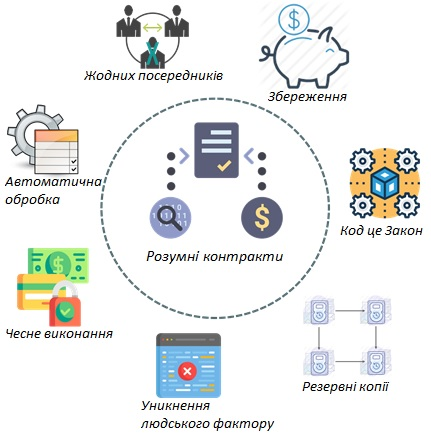 Жодних посередників
Збереження
Автоматична
обробка
Розумні контракти
Код це Закон
Чесне виконання
Резервні копії
Уникнення
людського фактору